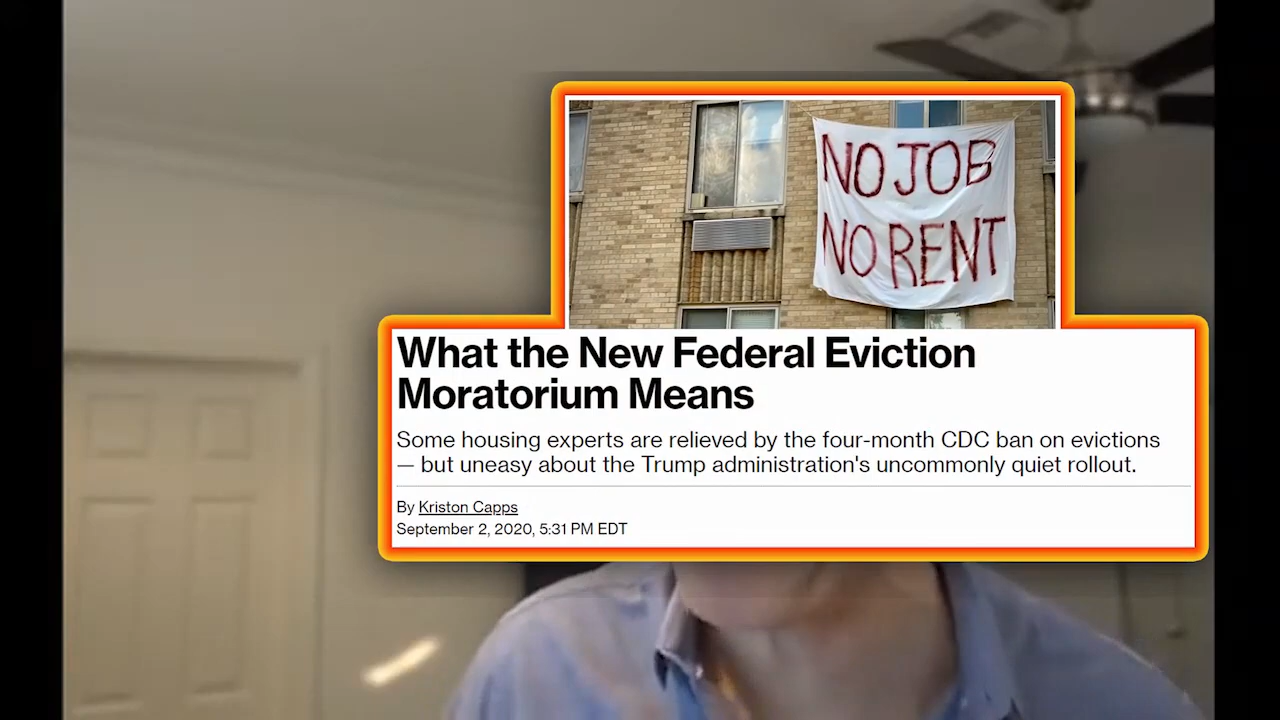 NO JOB
NO RENT
What the New Federal Eviction
Moratorium Means
Some housing experts are relieved by the four-month CDC ban on evictions
— but uneasy about the Trump administration's uncommonly quiet rollout.
By Kriston Capps
September 2, 2020, 5:31 PM EDT